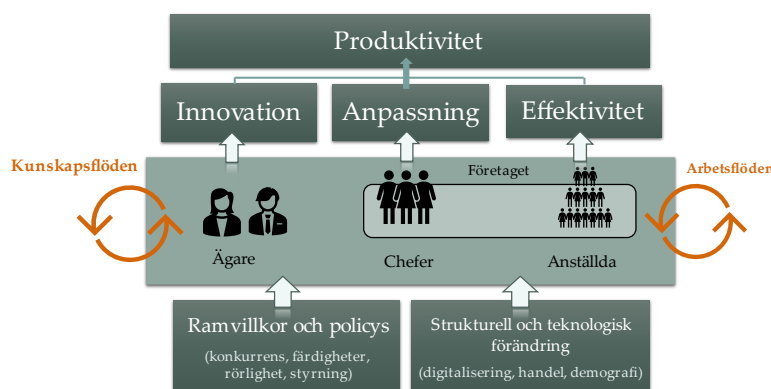 Produktivitet
Innovation
Anpassning
Effektivitet
Kunskapsflöden
Företaget
Arbetsflöden
Ägare
Chefer
Anställda
Ramvillkor och policys
(konkurrens, färdigheter,
rörlighet, styrning)
Strukturell och teknologisk
förändring
(digitalisering, handel, demografi)